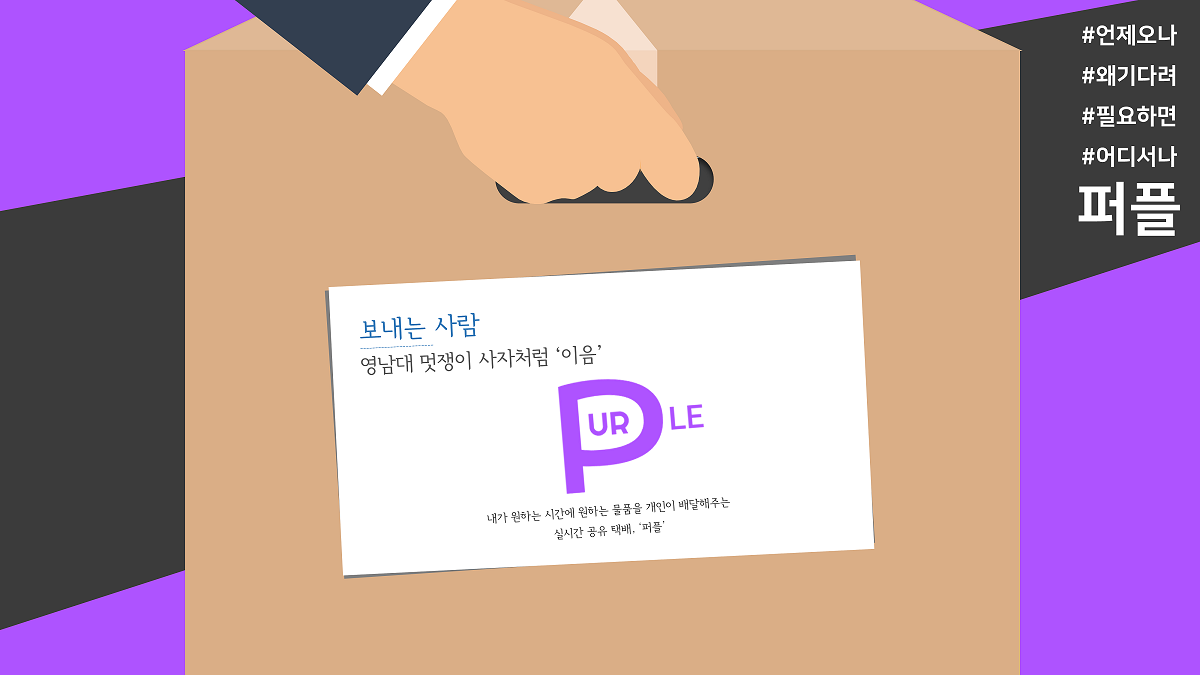 #언제오나
#왜기다려
#필요하면
#어디서나
퍼플
보내는 사람
영남대 멋쟁이 사자처럼 ‘이음’
PURPLE
내가 원하는 시간에 원하는 물품을 개인이 배달해주는
실시간 공유 택배, ‘퍼플’